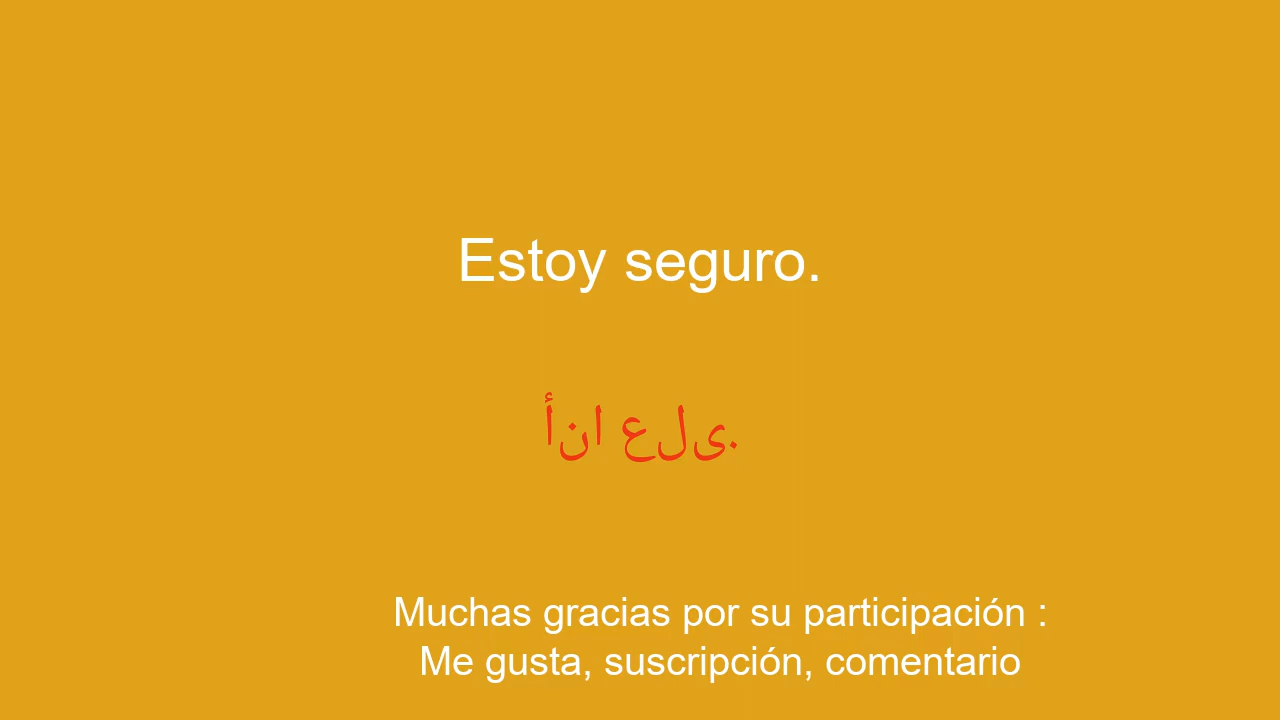 Estoy seguro.
أنا على.
Muchas gracias por su participación :
Me gusta, suscripción, comentario